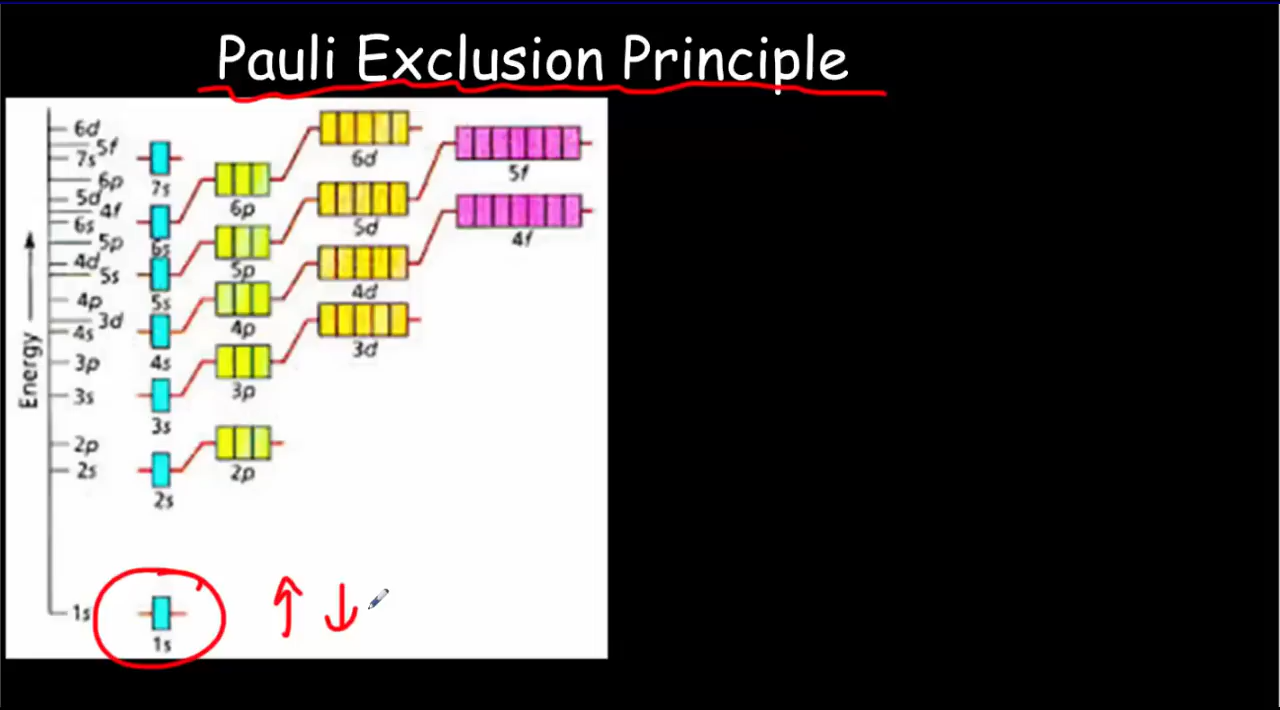 Pauli Exclusion Principle
6d
5f
7s
6p
5d
4f
6s
5p
4d
5s
4p
3d
4s
3p
3s
2p
2s
1s
Energy
6d
5f
7s
6p
5d
4f
6s
5p
4d
5s
4p
3d
4s
3p
3s
2p
2s
1s